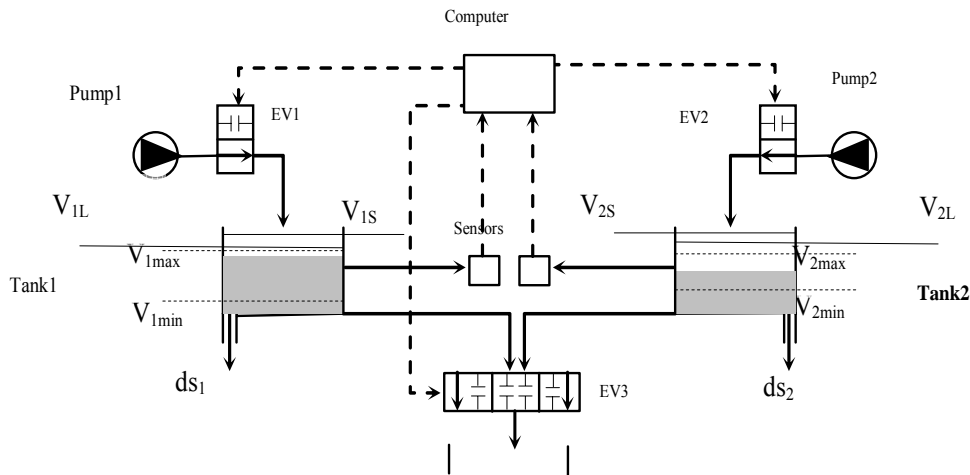 Computer
Pump1
Pump2
EV1
EV2
V1L
V1S
V2S
V2L
Sensors
V1max
V2max
Tank1
Tank2
V1min
V2min
ds1
ds2
EV3